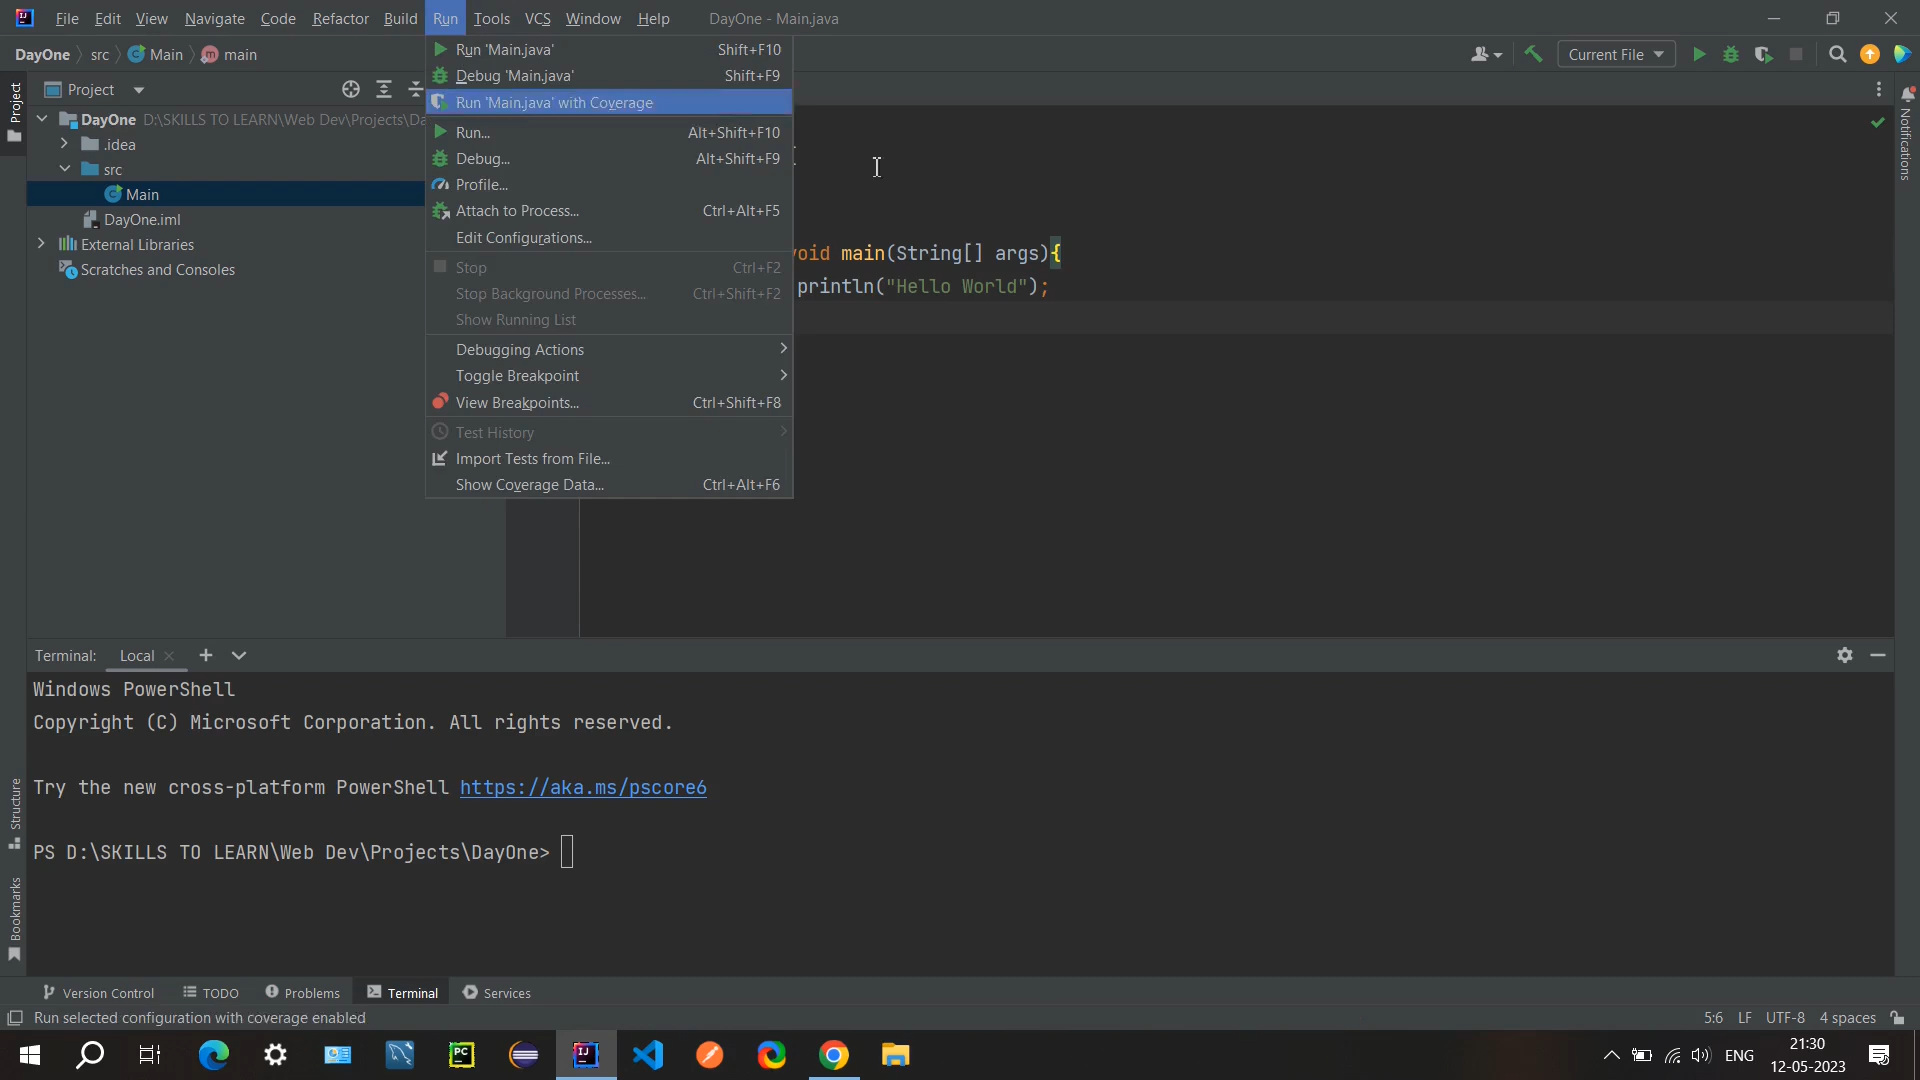 File Edit View Navigate Code Refactor Build Run Tools VCS Window Help DayOne - Main.java
DayOne src Main main Current File
Project
Run 'Main.java' Shift+F10
Debug 'Main.java' Shift+F9
Run 'Main.java' with Coverage
Run... Alt+Shift+F10
Debug... Alt+Shift+F9
Profile...
Attach to Process... Ctrl+Alt+F5
Edit Configurations...
Stop Ctrl+F2
Stop Background Processes... Ctrl+Shift+F2
Show Running List
Debugging Actions
Toggle Breakpoint
View Breakpoints... Ctrl+Shift+F8
Test History
Import Tests from File...
Show Coverage Data... Ctrl+Alt+F6
Project
DayOne D:\SKILLS TO LEARN\Web Dev\Projects\Da
.idea
src
Main
DayOne.iml
External Libraries
Scratches and Consoles
void main(String[] args){
println("Hello World");
Notifications
Terminal: Local
Windows PowerShell
Copyright (C) Microsoft Corporation. All rights reserved.
Try the new cross-platform PowerShell https://aka.ms/pscore6
PS D:\SKILLS TO LEARN\Web Dev\Projects\DayOne>
Structure
Bookmarks
Version Control TODO Problems Terminal Services
Run selected configuration with coverage enabled 5:6 LF UTF-8 4 spaces
ENG
21:30
12-05-2023